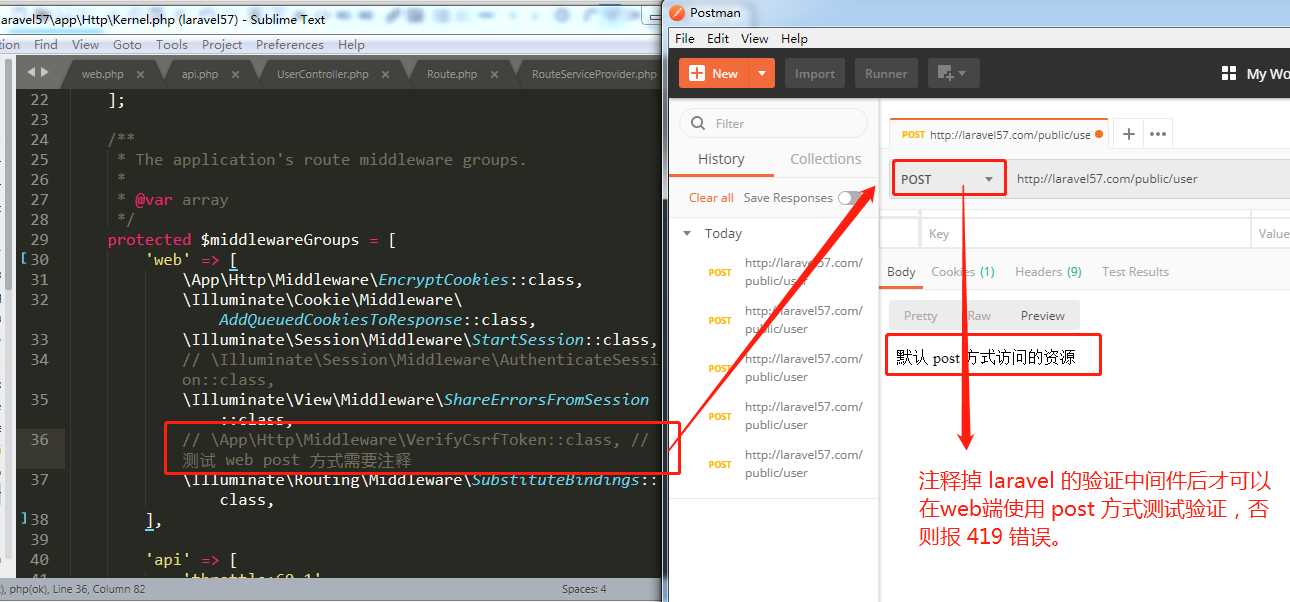 aravel57\app\Http\Kernel.php (laravel57) - Sublime Text
tion Find View Goto Tools Project Preferences Help
web.php × api.php × UserController.php × Route.php × RouteServiceProvider.php
22 ];
23
24 /**
25 * The application's route middleware groups.
26 *
27 * @var array
28 */
29 protected $middlewareGroups = [
30 'web' => [
31 \App\Http\Middleware\EncryptCookies::class,
32 \Illuminate\Cookie\Middleware\
AddQueuedCookiesToResponse::class,
33 \Illuminate\Session\Middleware\StartSession::class,
34 // \Illuminate\Session\Middleware\AuthenticateSessi
on::class,
35 \Illuminate\View\Middleware\ShareErrorsFromSession
::class,
36 // \App\Http\Middleware\VerifyCsrfToken::class, //
测试 web post 方式需要注释
37 \Illuminate\Routing\Middleware\SubstituteBindings::
class,
38 ],
39
40 'api' => [
41 'throttle:60,1'
), php(ok), Line 36, Column 82 Spaces: 4
Postman
File Edit View Help
New Import Runner My Wo
Filter
History Collections
Clear all Save Responses
Today
POST http://laravel57.com/
public/user
POST http://laravel57.com/
public/user
POST http://laravel57.com/
public/user
POST http://laravel57.com/
public/user
POST http://laravel57.com/
public/user
POST http://laravel57.com/public/use + •••
POST http://laravel57.com/public/user
Key Value
Body Cookies (1) Headers (9) Test Results
Pretty Raw Preview
默认 post 方式访问的资源
注释掉 laravel 的验证中间件后才可以
在web端使用 post 方式测试验证，否
则报 419 错误。